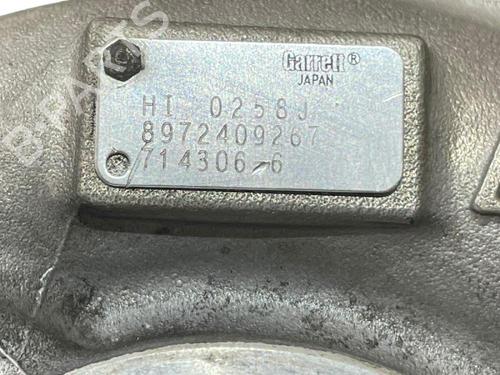 Garrett®
JAPAN
HI 0258J
8972409267
714306-6
B-PARTS